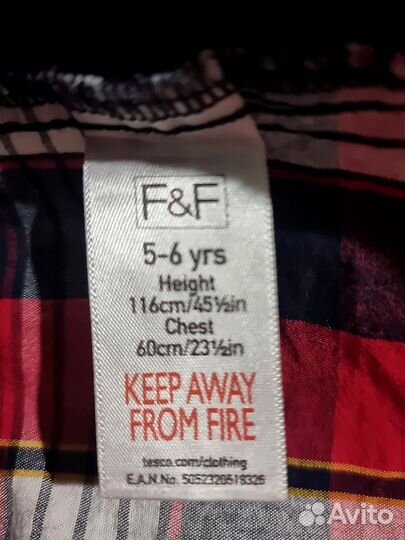 F&F
5-6 yrs
Height
116cm/45½in
Chest
60cm/23½in
KEEP AWAY
FROM FIRE
tesco.com/clothing
E.A.N.No. 5052320519326
Avito